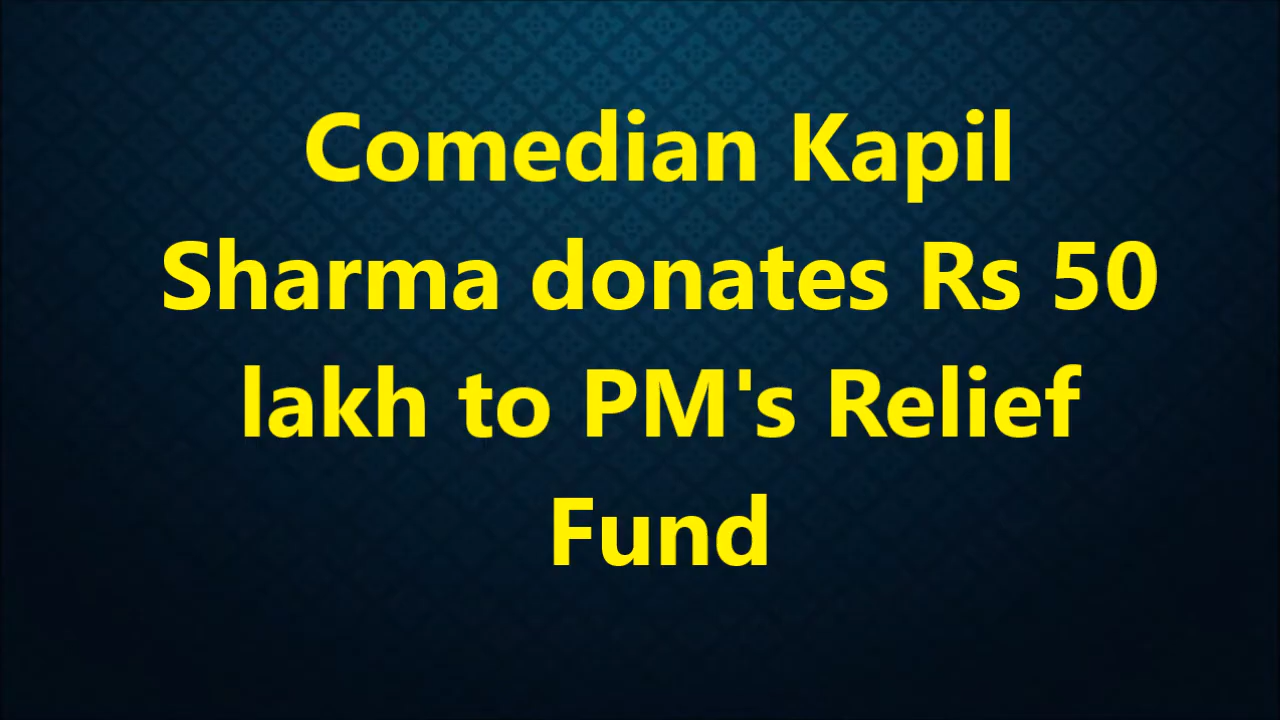 Comedian Kapil
Sharma donates Rs 50
lakh to PM's Relief
Fund